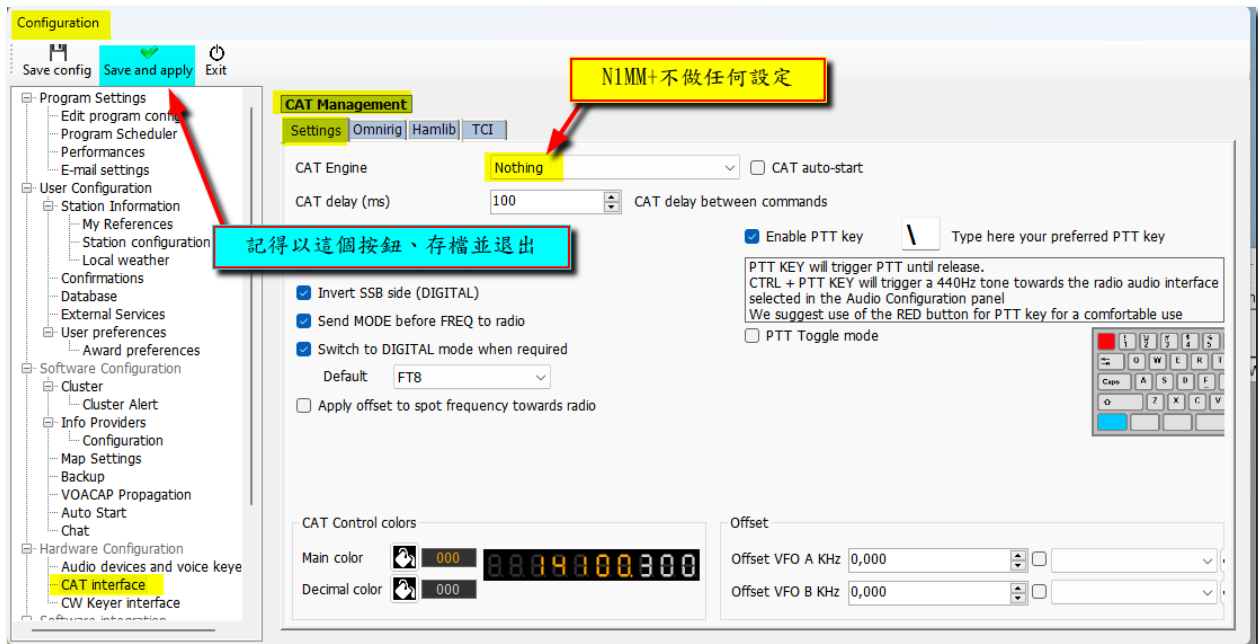 Configuration
Save config
Save and apply
Exit
N1MM+不做任何設定
記得以這個按鈕、存檔並退出
Program Settings
Edit program config
Program Scheduler
Performances
E-mail settings
User Configuration
Station Information
My References
Station configuration
Local weather
Confirmations
Database
External Services
User preferences
Award preferences
Software Configuration
Cluster
Cluster Alert
Info Providers
Configuration
Map Settings
Backup
VOACAP Propagation
Auto Start
Chat
Hardware Configuration
Audio devices and voice keye
CAT interface
CW Keyer interface
Software integration
CAT Management
Settings Omnirig Hamlib TCI
CAT Engine Nothing CAT auto-start
CAT delay (ms) 100 CAT delay between commands
Enable PTT key \ Type here your preferred PTT key
PTT KEY will trigger PTT until release.
CTRL + PTT KEY will trigger a 440Hz tone towards the radio audio interface
selected in the Audio Configuration panel
We suggest use of the RED button for PTT key for a comfortable use
PTT Toggle mode
Invert SSB side (DIGITAL)
Send MODE before FREQ to radio
Switch to DIGITAL mode when required
Default FT8
Apply offset to spot frequency towards radio
1 2 3 4 5
Q W E R T
Caps A S D F
Z X C V
CAT Control colors
Main color 000
14100300
Decimal color 000
Offset
Offset VFO A KHz 0,000
Offset VFO B KHz 0,000